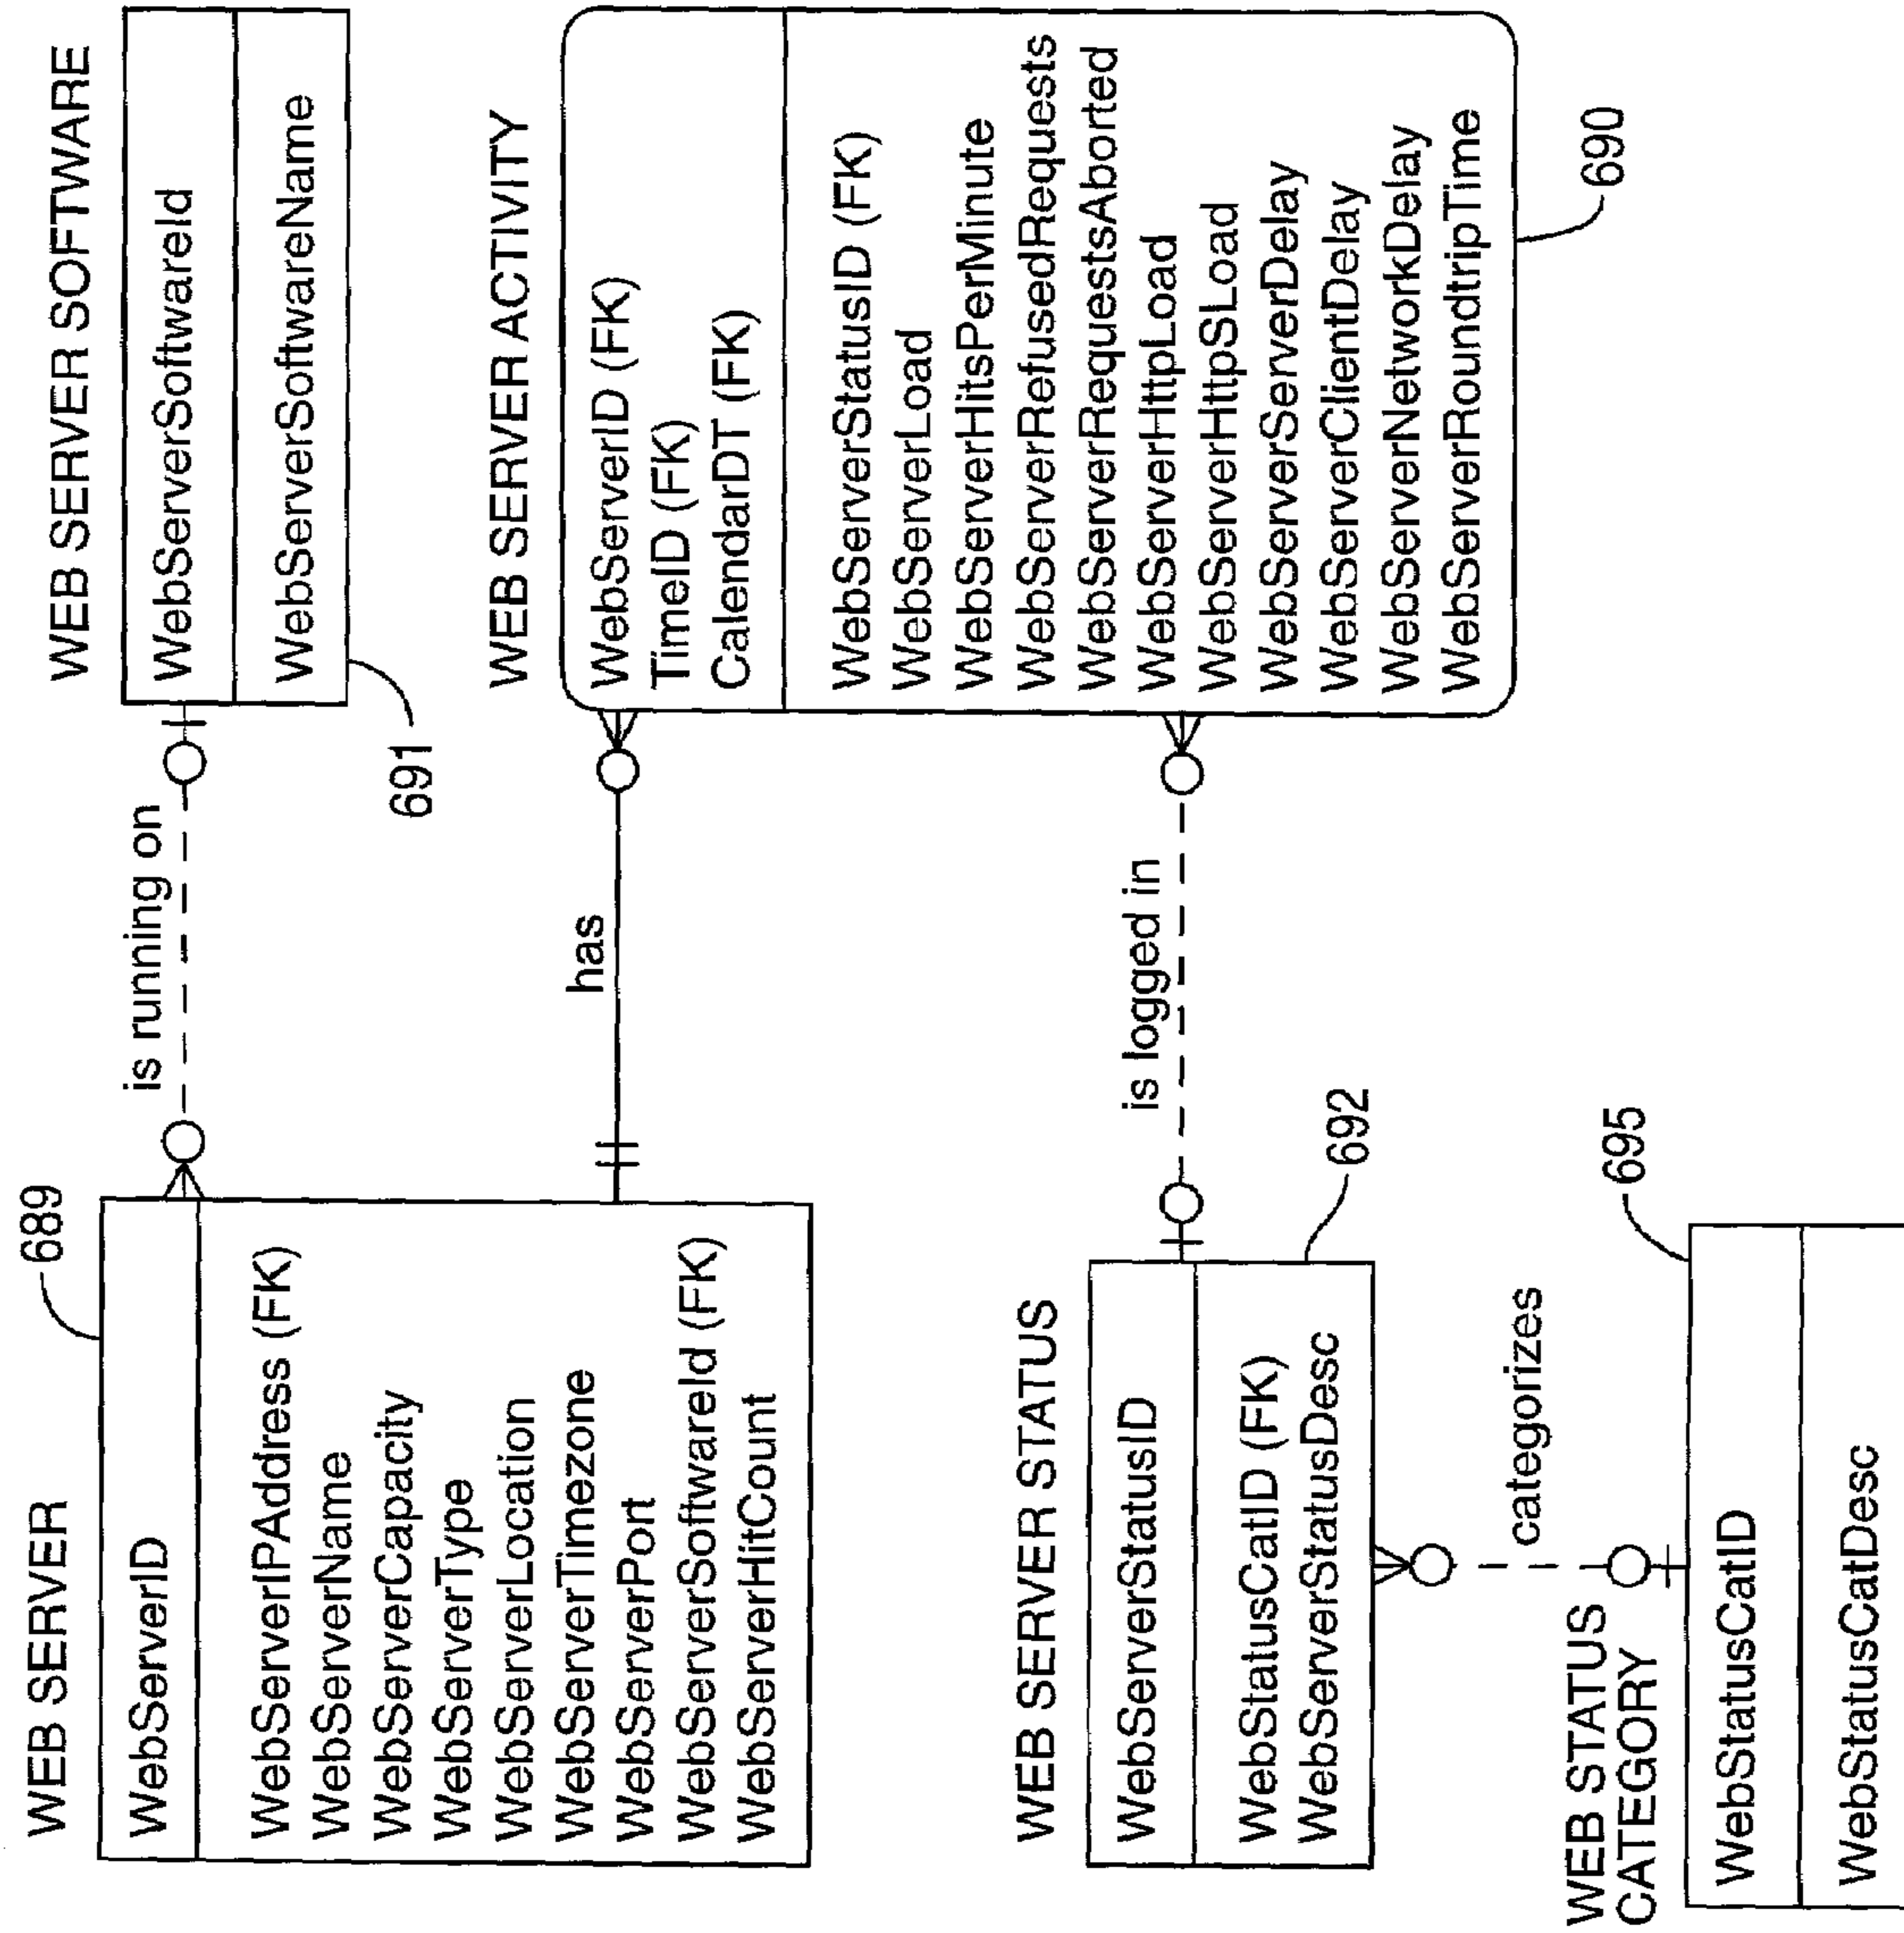 WEB SERVER
689
WebServerID
WebServerIPAddress (FK)
WebServerName
WebServerCapacity
WebServerType
WebServerLocation
WebServerTimezone
WebServerPort
WebServerSoftwareId (FK)
WebServerHitCount
is running on
WEB SERVER SOFTWARE
WebServerSoftwareId
WebServerSoftwareName
691
has
WEB SERVER ACTIVITY
WebServerID (FK)
TimeID (FK)
CalendarDT (FK)
WebServerStatusID (FK)
WebServerLoad
WebServerHitsPerMinute
WebServerRefusedRequests
WebServerRequestsAborted
WebServerHttpLoad
WebServerHttpSLoad
WebServerServerDelay
WebServerClientDelay
WebServerNetworkDelay
WebServerRoundtripTime
690
is logged in
WEB SERVER STATUS
WebServerStatusID
WebStatusCatID (FK)
WebServerStatusDesc
692
categorizes
WEB STATUS
CATEGORY
695
WebStatusCatID
WebStatusCatDesc